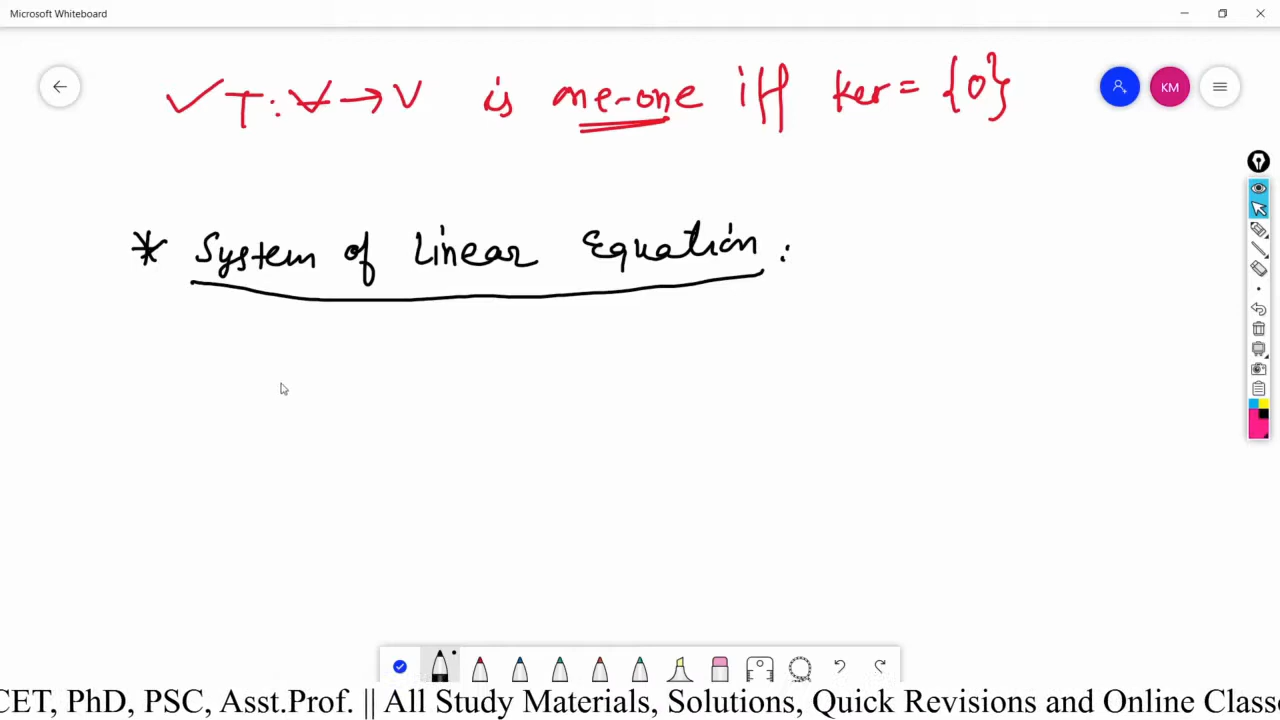 Microsoft Whiteboard
✓ T: V → V is one-one iff ker = {0}
KM
* System of Linear Equation :
CET, PhD, PSC, Asst.Prof. || All Study Materials, Solutions, Quick Revisions and Online Classe